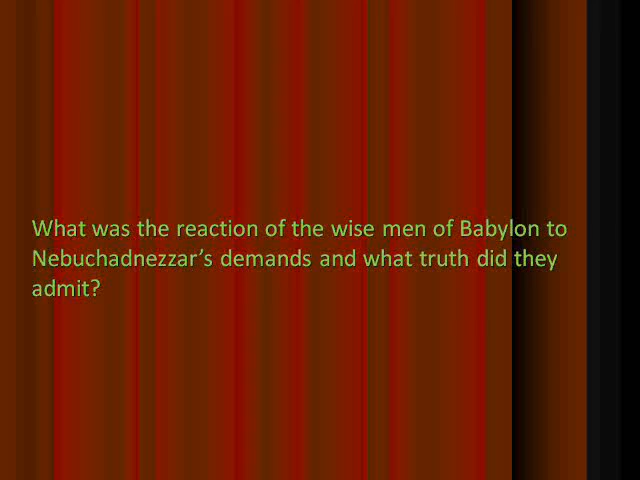 What was the reaction of the wise men of Babylon to
Nebuchadnezzar’s demands and what truth did they
admit?